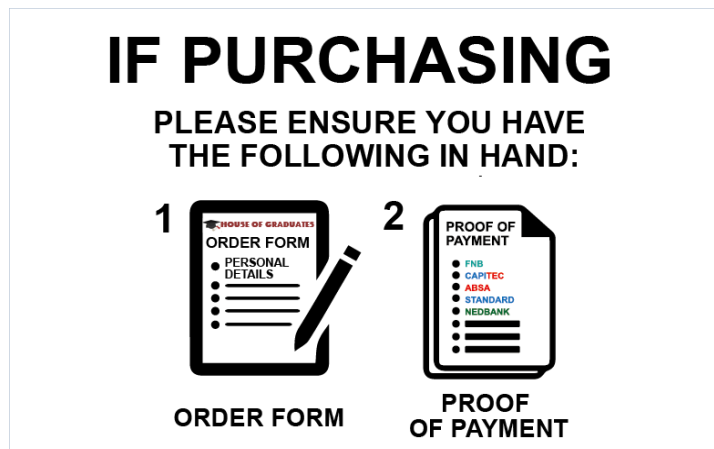 IF PURCHASING
PLEASE ENSURE YOU HAVE
THE FOLLOWING IN HAND:
1
HOUSE OF GRADUATES
ORDER FORM
PERSONAL
DETAILS
ORDER FORM
2
PROOF OF
PAYMENT
FNB
CAPITEC
ABSA
STANDARD
NEDBANK
PROOF
OF PAYMENT